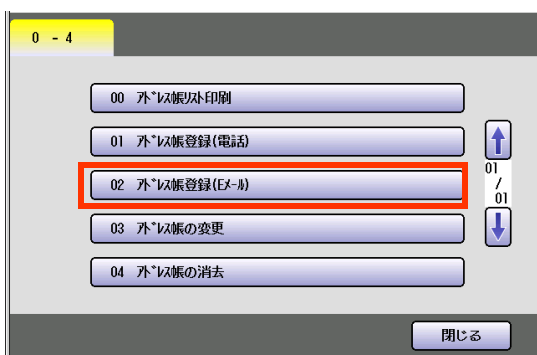 0 - 4
00 ｱﾄﾞﾚｽ帳ﾘｽﾄ印刷
01 ｱﾄﾞﾚｽ帳登録(電話)
02 ｱﾄﾞﾚｽ帳登録(Eﾒｰﾙ)
03 ｱﾄﾞﾚｽ帳の変更
04 ｱﾄﾞﾚｽ帳の消去
01
/
01
閉じる